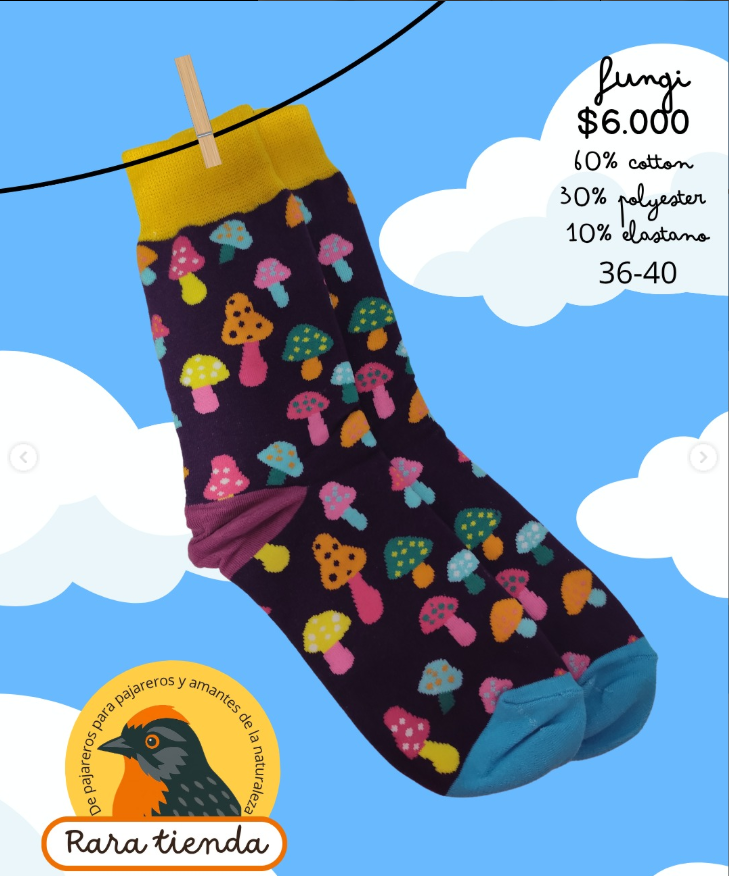 fungi
$6.000
60% cotton
30% polyester
10% elastano
36-40
De pajareros para pajareros y amantes de la naturaleza
Rara tienda